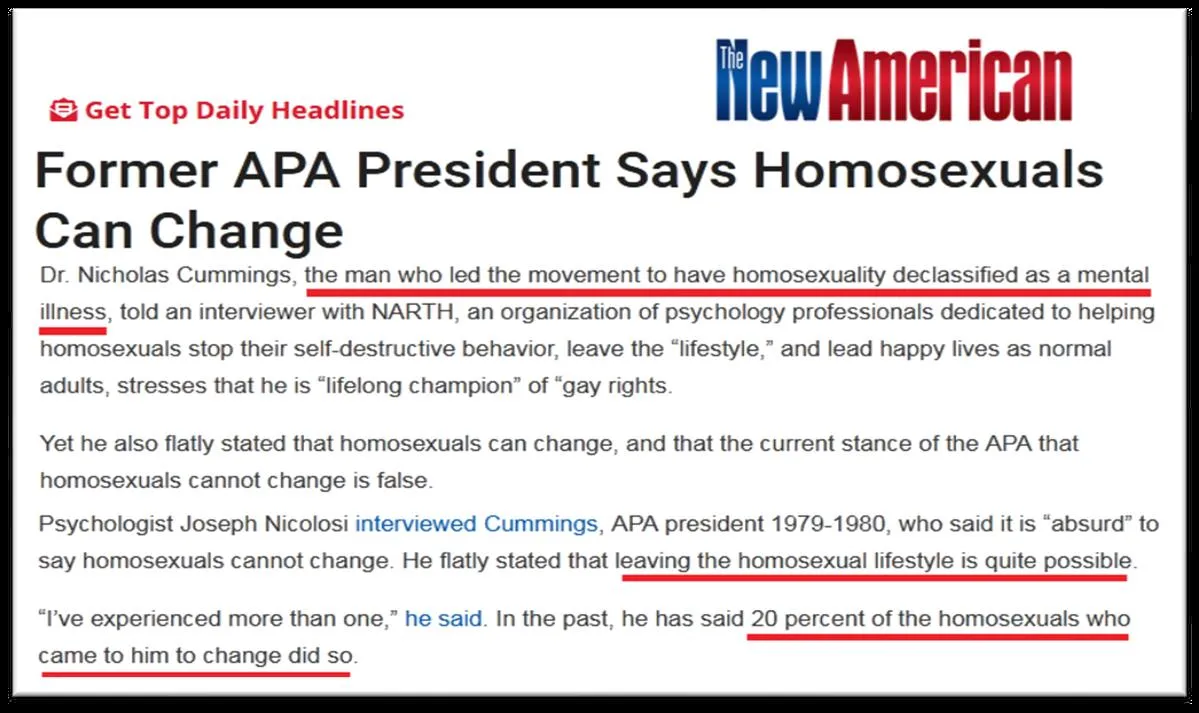 The New American
Get Top Daily Headlines
Former APA President Says Homosexuals
Can Change
Dr. Nicholas Cummings, the man who led the movement to have homosexuality declassified as a mental
illness, told an interviewer with NARTH, an organization of psychology professionals dedicated to helping
homosexuals stop their self-destructive behavior, leave the “lifestyle,” and lead happy lives as normal
adults, stresses that he is “lifelong champion” of “gay rights.
Yet he also flatly stated that homosexuals can change, and that the current stance of the APA that
homosexuals cannot change is false.
Psychologist Joseph Nicolosi interviewed Cummings, APA president 1979-1980, who said it is “absurd” to
say homosexuals cannot change. He flatly stated that leaving the homosexual lifestyle is quite possible.
“I’ve experienced more than one,” he said. In the past, he has said 20 percent of the homosexuals who
came to him to change did so.